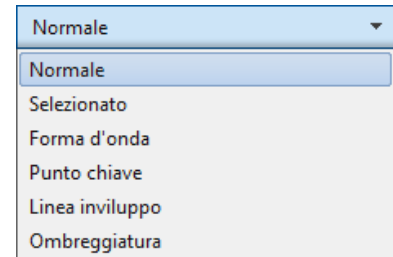 Normale
Normale
Selezionato
Forma d'onda
Punto chiave
Linea inviluppo
Ombreggiatura